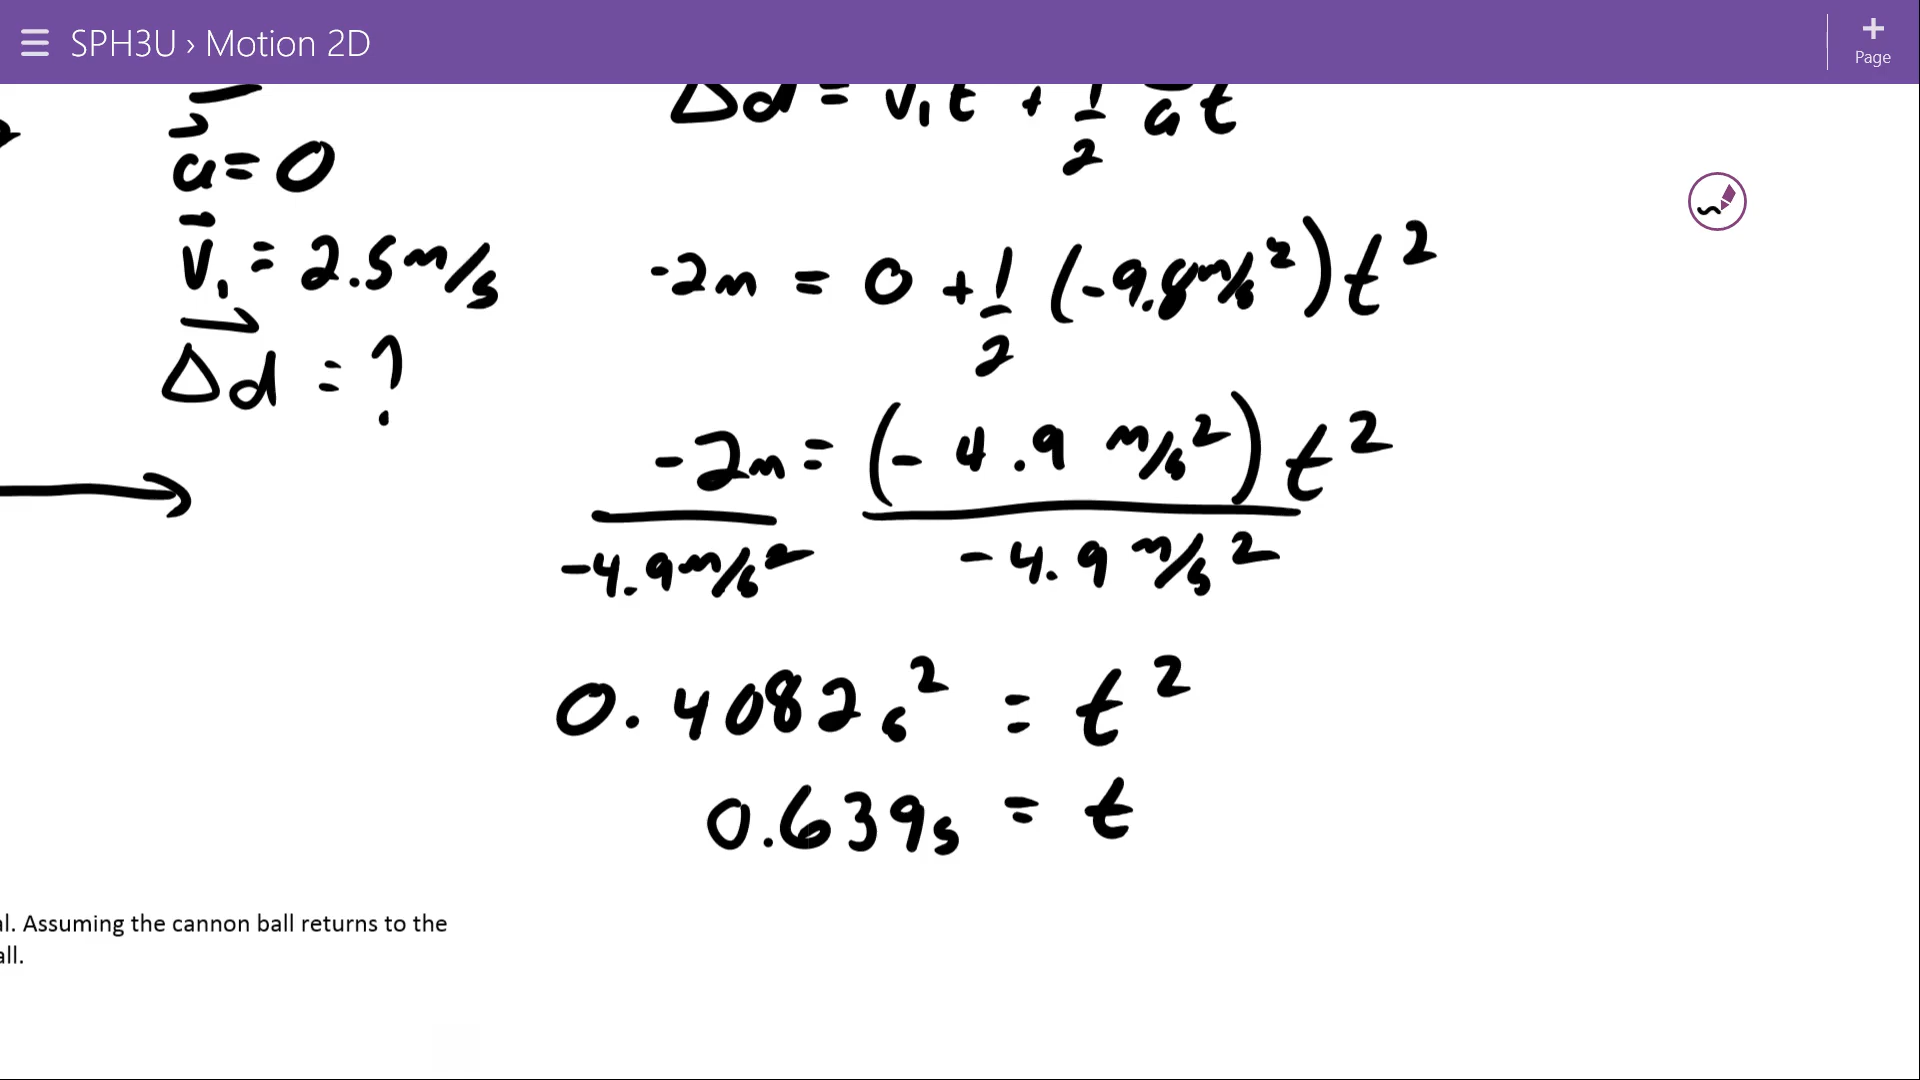 SPH3U › Motion 2D
Page
Δd = v₁t + 1/2 at
a = 0
v₁ = 2.5 m/s
Δd = ?
-2m = 0 + 1/2 (-9.8 m/s²) t²
-2m = (-4.9 m/s²) t²
-4.9 m/s² -4.9 m/s²
0.4082 s² = t²
0.639s = t
al. Assuming the cannon ball returns to the
all.